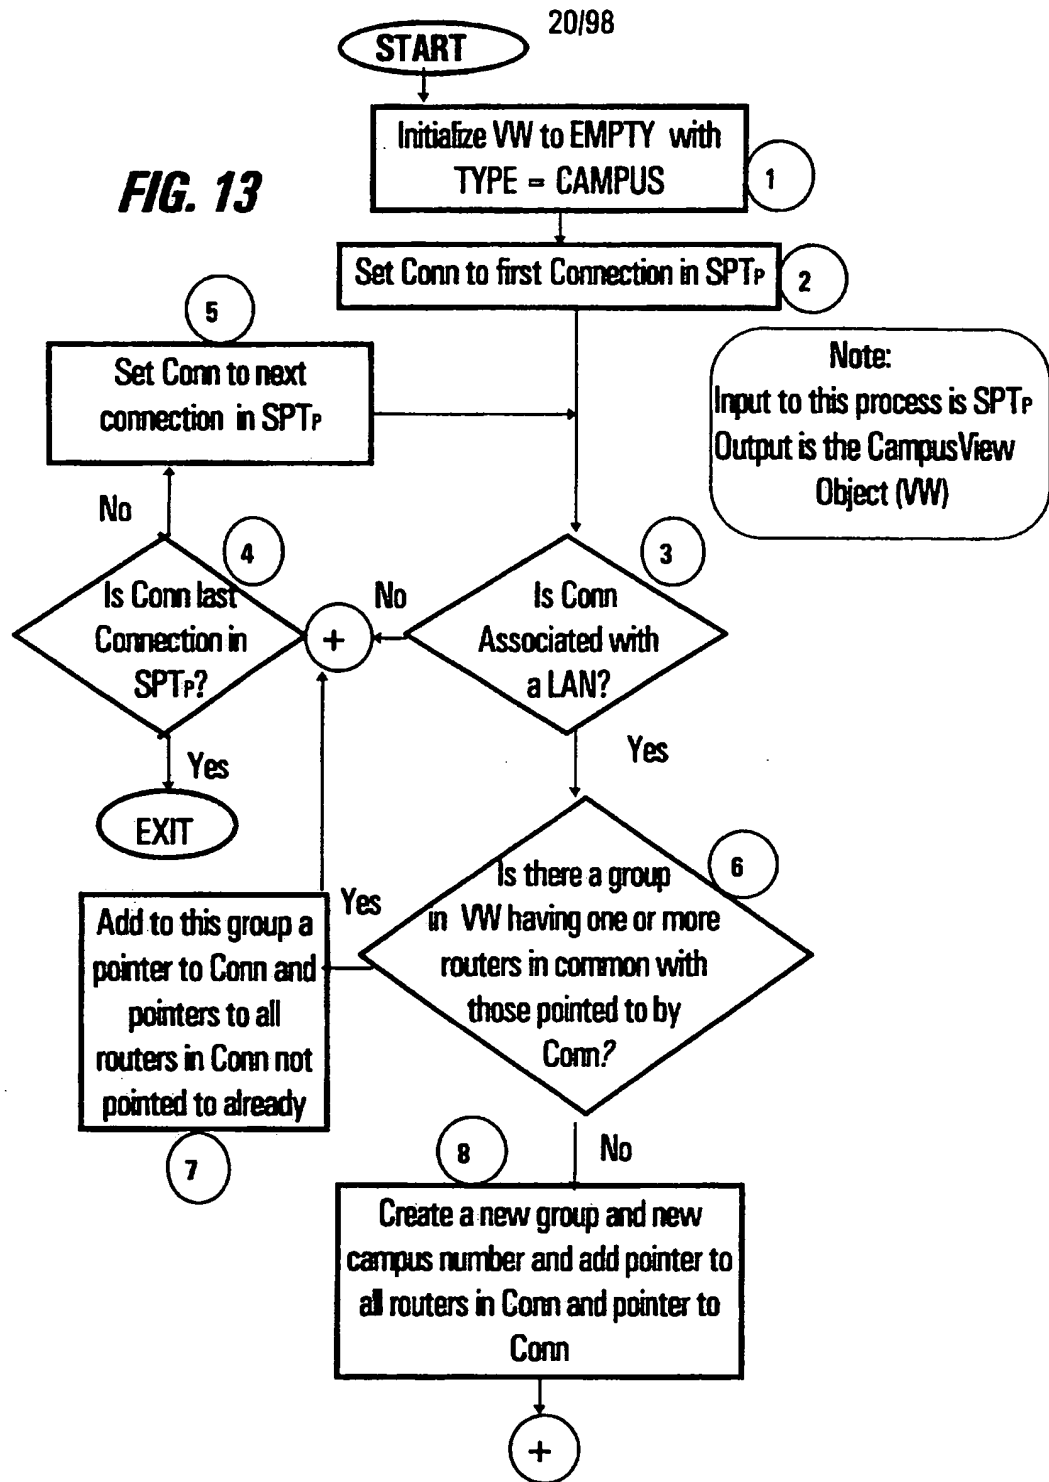 20/98
START
Initialize VW to EMPTY with
TYPE = CAMPUS
1
FIG. 13
Set Conn to first Connection in SPTP
2
5
Set Conn to next
connection in SPTP
Note:
Input to this process is SPTP
Output is the CampusView
Object (VW)
No
4
Is Conn last
Connection in
SPTP?
No
+
3
Is Conn
Associated with
a LAN?
Yes
EXIT
Yes
6
Is there a group
in VW having one or more
routers in common with
those pointed to by
Conn?
Yes
Add to this group a
pointer to Conn and
pointers to all
routers in Conn not
pointed to already
7
No
8
Create a new group and new
campus number and add pointer to
all routers in Conn and pointer to
Conn
+